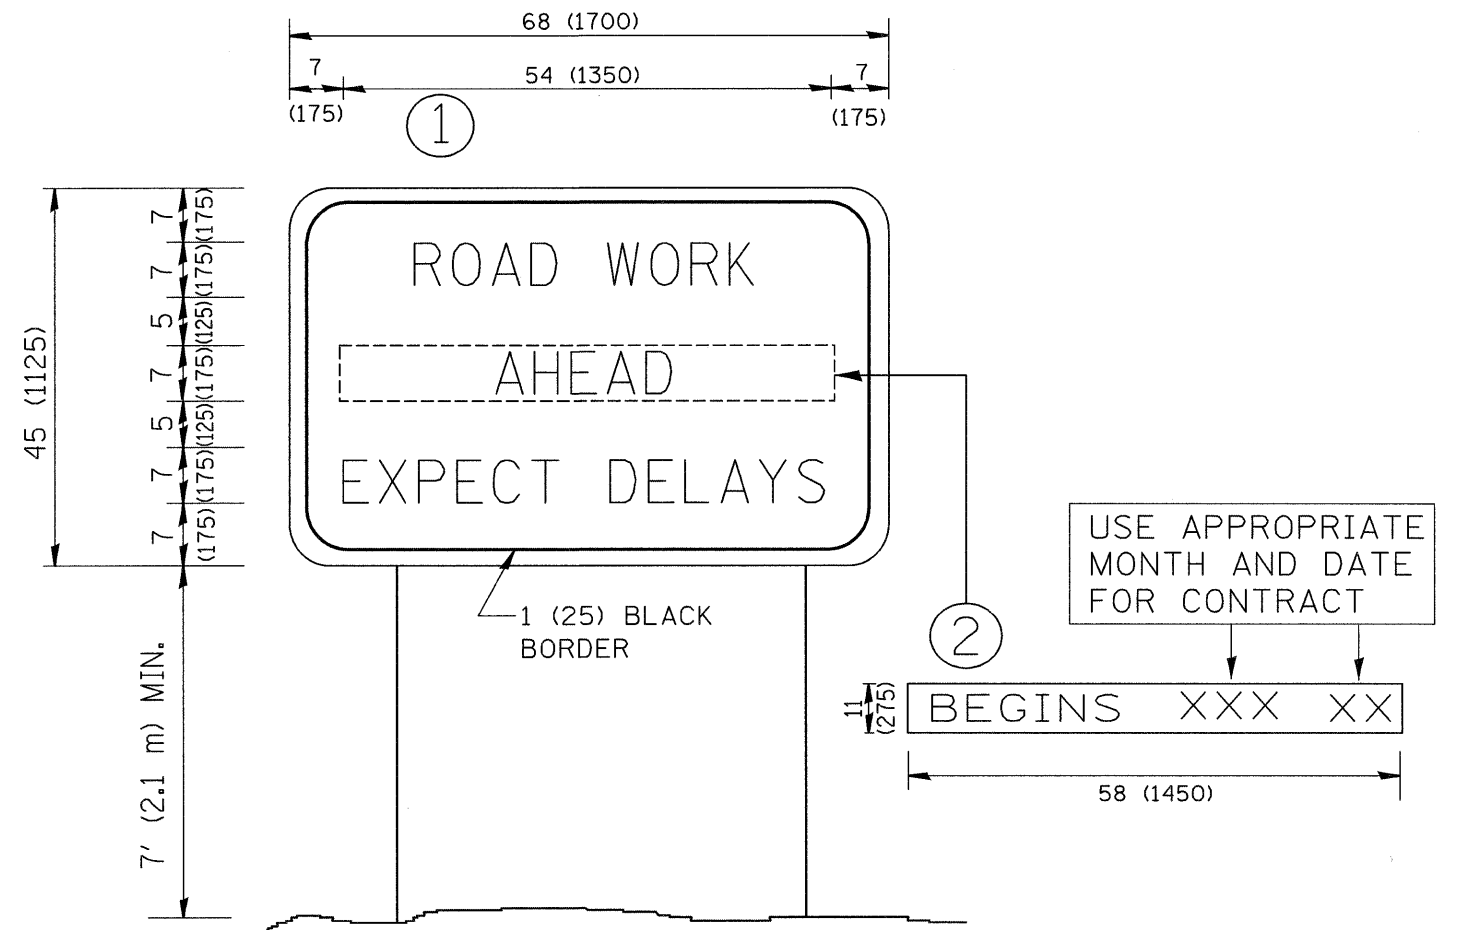 68 (1700)
7
54 (1350)
7
(175)
(175)
1
7
(175)
7
(175)
5
(125)
7
(175)
5
(125)
7
(175)
7
(175)
45 (1125)
ROAD WORK
AHEAD
EXPECT DELAYS
1 (25) BLACK
BORDER
7' (2.1 m) MIN.
USE APPROPRIATE
MONTH AND DATE
FOR CONTRACT
2
11
(275)
BEGINS XXX XX
58 (1450)